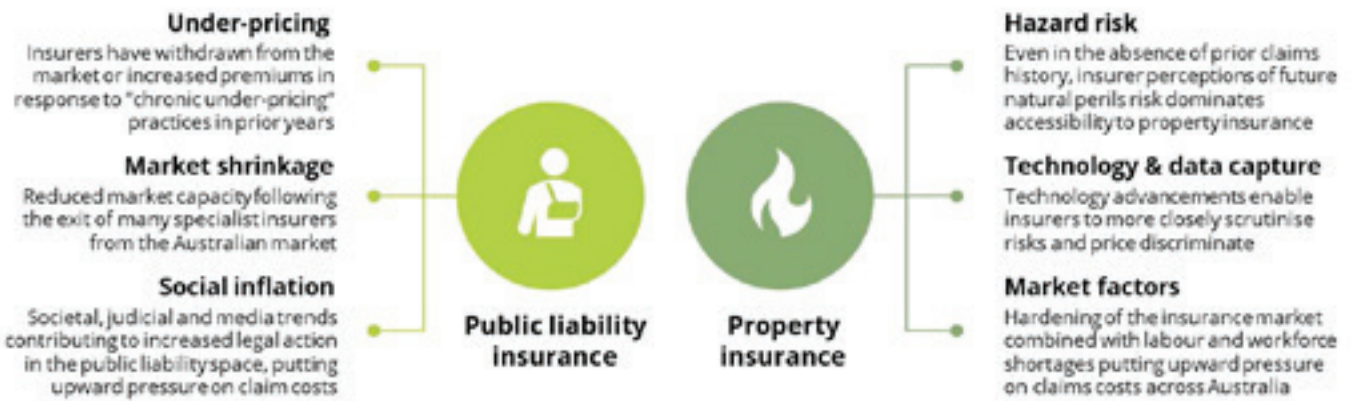 Under-pricing
Insurers have withdrawn from the
market or increased premiums in
response to "chronic under-pricing"
practices in prior years
Market shrinkage
Reduced market capacity following
the exit of many specialist insurers
from the Australian market
Social inflation
Societal, judicial and media trends
contributing to increased legal action
in the public liability space, putting
upward pressure on claim costs
Public liability
insurance
Property
insurance
Hazard risk
Even in the absence of prior claims
history, insurer perceptions of future
natural perils risk dominates
accessibility to property insurance
Technology & data capture
Technology advancements enable
insurers to more closely scrutinise
risks and price discriminate
Market factors
Hardening of the insurance market
combined with labour and workforce
shortages putting upward pressure
on claims costs across Australia